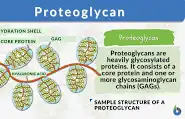 Proteoglycan
HYDRATION SHELL
CORE PROTEIN
GAG
HYALURONIC ACID
Proteoglycan
Proteoglycans are
heavily glycosylated
proteins. It consists of a
core protein and one or
more glycosaminoglycan
chains (GAGs).
SAMPLE STRUCTURE OF A
PROTEOGLYCAN